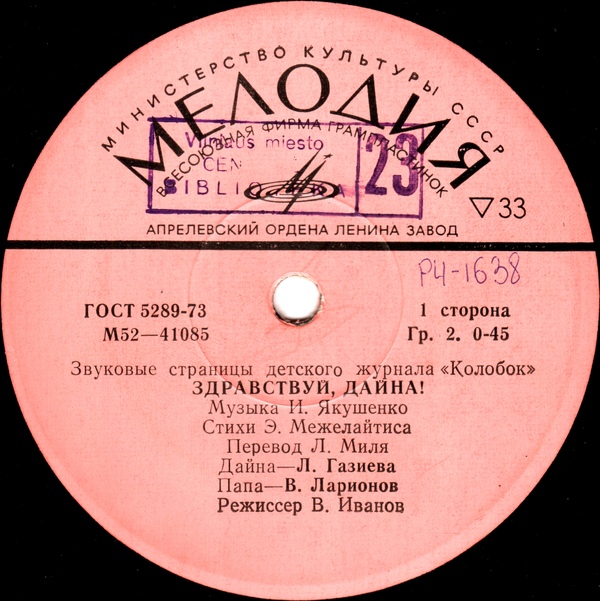 МИНИСТЕРСТВО КУЛЬТУРЫ СССР
МЕЛОДИЯ
ВСЕСОЮЗНАЯ ФИРМА ГРАМПЛАСТИНОК
Vilniaus miesto
CEN
BIBLIOTEKA
23
▽33
АПРЕЛЕВСКИЙ ОРДЕНА ЛЕНИНА ЗАВОД
РЧ-1638
ГОСТ 5289-73
1 сторона
М52—41085
Гр. 2. 0-45
Звуковые страницы детского журнала «Колобок»
ЗДРАВСТВУЙ, ДАЙНА!
Музыка И. Якушенко
Стихи Э. Межелайтиса
Перевод Л. Миля
Дайна—Л. Газиева
Папа—В. Ларионов
Режиссер В. Иванов